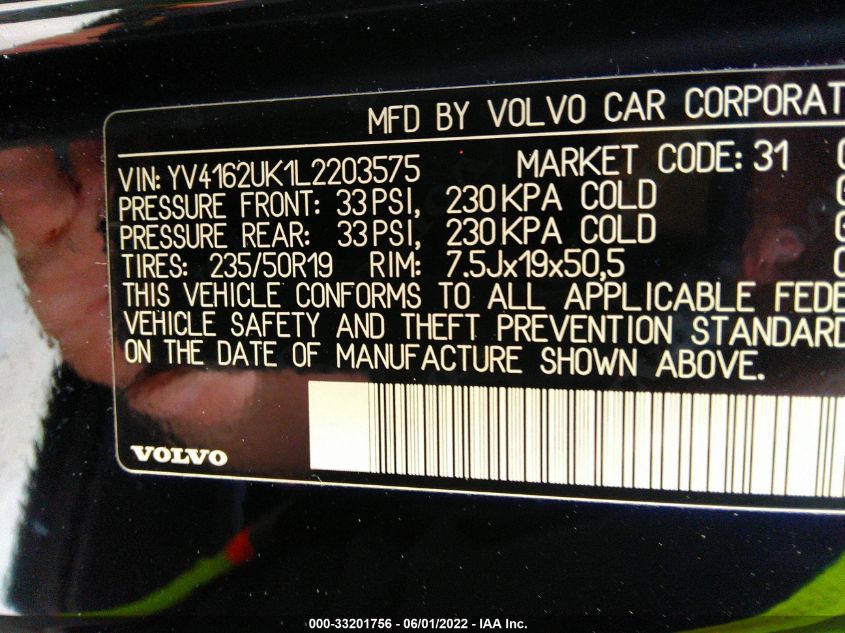 MFD BY VOLVO CAR CORPORAT
VIN: YV4162UK1L2203575 MARKET CODE: 31
PRESSURE FRONT: 33 PSI, 230 KPA COLD
PRESSURE REAR: 33 PSI, 230 KPA COLD
TIRES: 235/50R19 RIM: 7.5Jx19x50,5
THIS VEHICLE CONFORMS TO ALL APPLICABLE FEDE
VEHICLE SAFETY AND THEFT PREVENTION STANDARD
ON THE DATE OF MANUFACTURE SHOWN ABOVE.
VOLVO
000-33201756 - 06/01/2022 - IAA Inc.